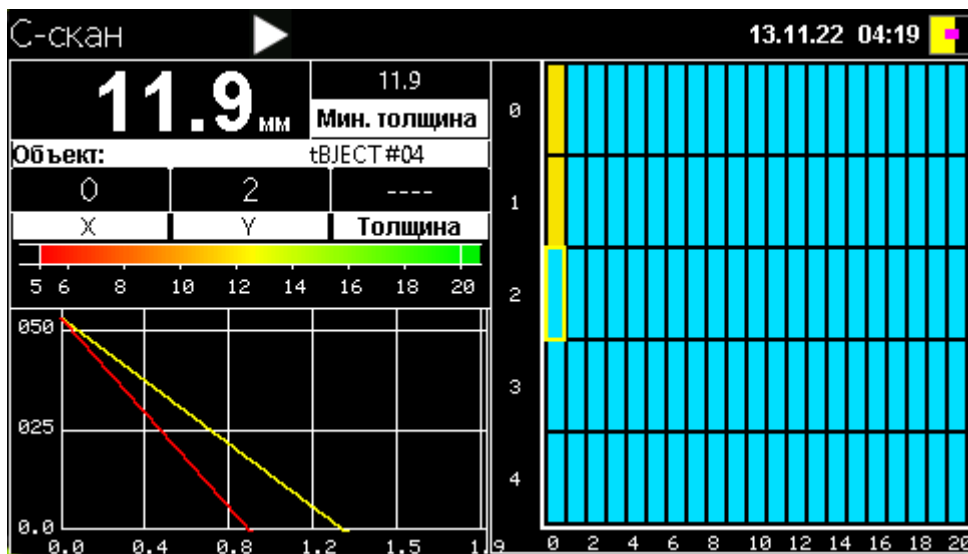 С-скан 13.11.22 04:19
11.9 мм
11.9
Мин. толщина
Объект: tBJECT#04
0 2 ----
X Y Толщина
5 6 8 10 12 14 16 18 20
050
025
0.0
0.0 0.4 0.8 1.2 1.5 1.9
0
1
2
3
4
0 2 4 6 8 10 12 14 16 18 20